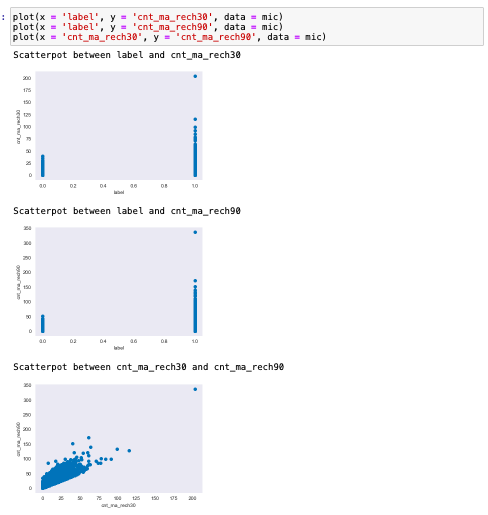 :
plot(x = 'label', y = 'cnt_ma_rech30', data = mic)
plot(x = 'label', y = 'cnt_ma_rech90', data = mic)
plot(x = 'cnt_ma_rech30', y = 'cnt_ma_rech90', data = mic)
Scatterpot between label and cnt_ma_rech30
200
175
150
125
100
75
50
25
0
cnt_ma_rech30
0.0 0.2 0.4 0.6 0.8 1.0
label
Scatterpot between label and cnt_ma_rech90
350
300
250
200
150
100
50
0
cnt_ma_rech90
0.0 0.2 0.4 0.6 0.8 1.0
label
Scatterpot between cnt_ma_rech30 and cnt_ma_rech90
350
300
250
200
150
100
50
0
cnt_ma_rech90
0 25 50 75 100 125 150 175 200
cnt_ma_rech30